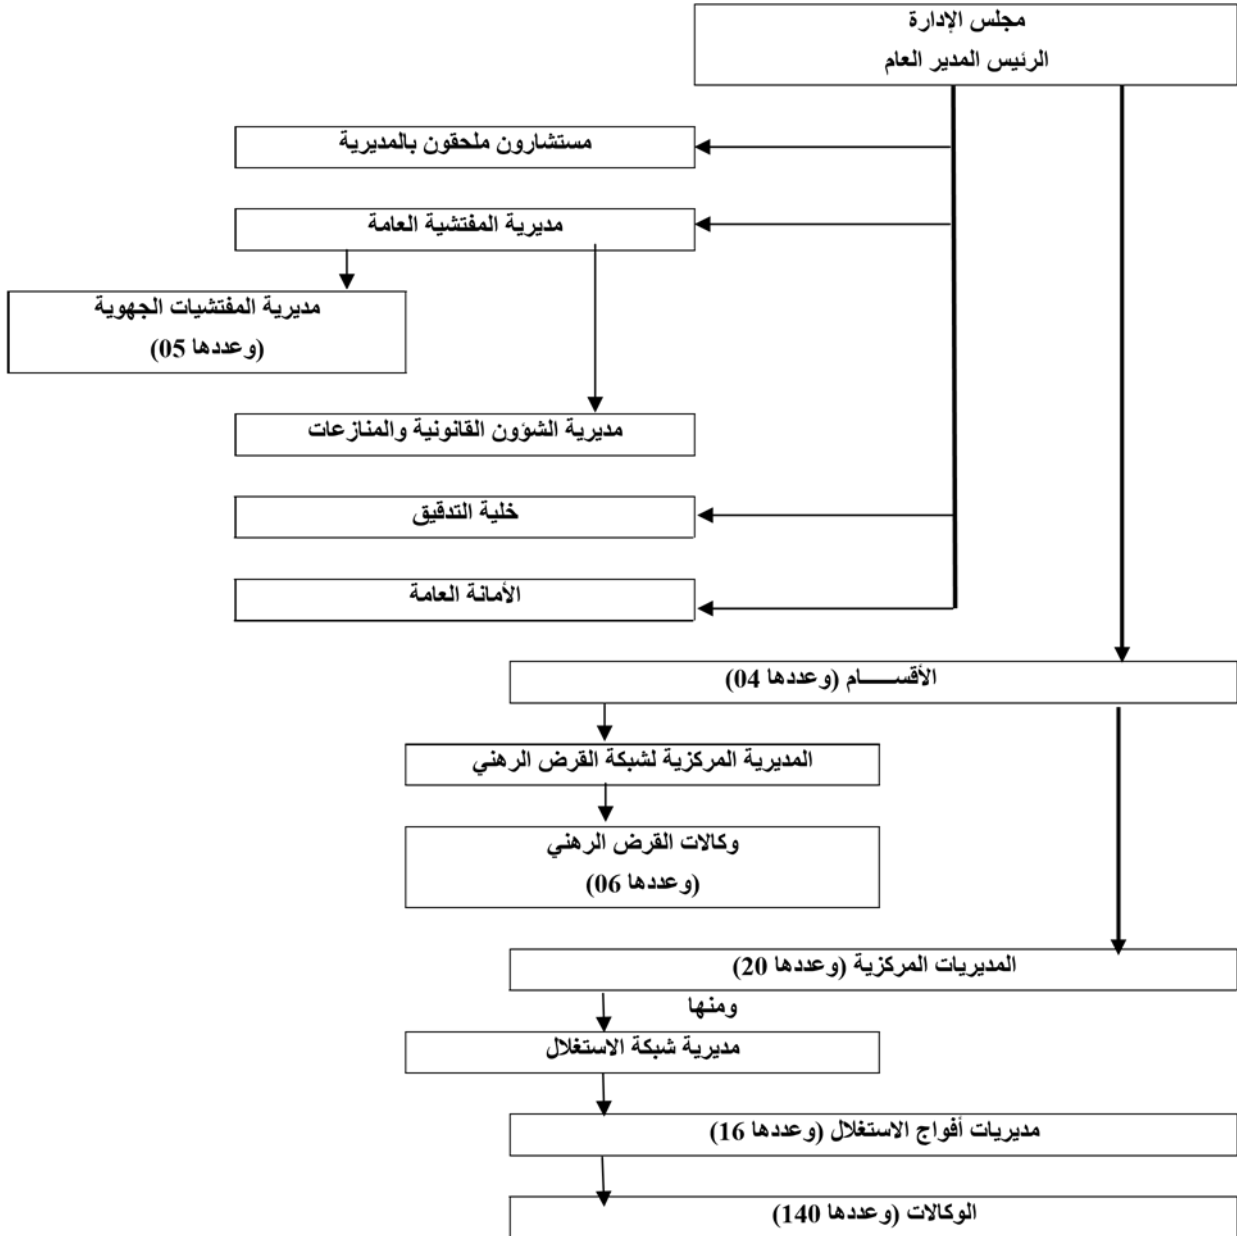 مجلس الإدارة
الرئيس المدير العام
مستشارون ملحقون بالمديرية
مديرية المفتشية العامة
مديرية المفتشيات الجهوية
(وعددها 05)
مديرية الشؤون القانونية والمنازعات
خلية التدقيق
الأمانة العامة
الأقســـــام (وعددها 04)
المديرية المركزية لشبكة القرض الرهني
وكالات القرض الرهني
(وعددها 06)
المديريات المركزية (وعددها 20)
ومنها
مديرية شبكة الاستغلال
مديريات أفواج الاستغلال (وعددها 16)
الوكالات (وعددها 140)